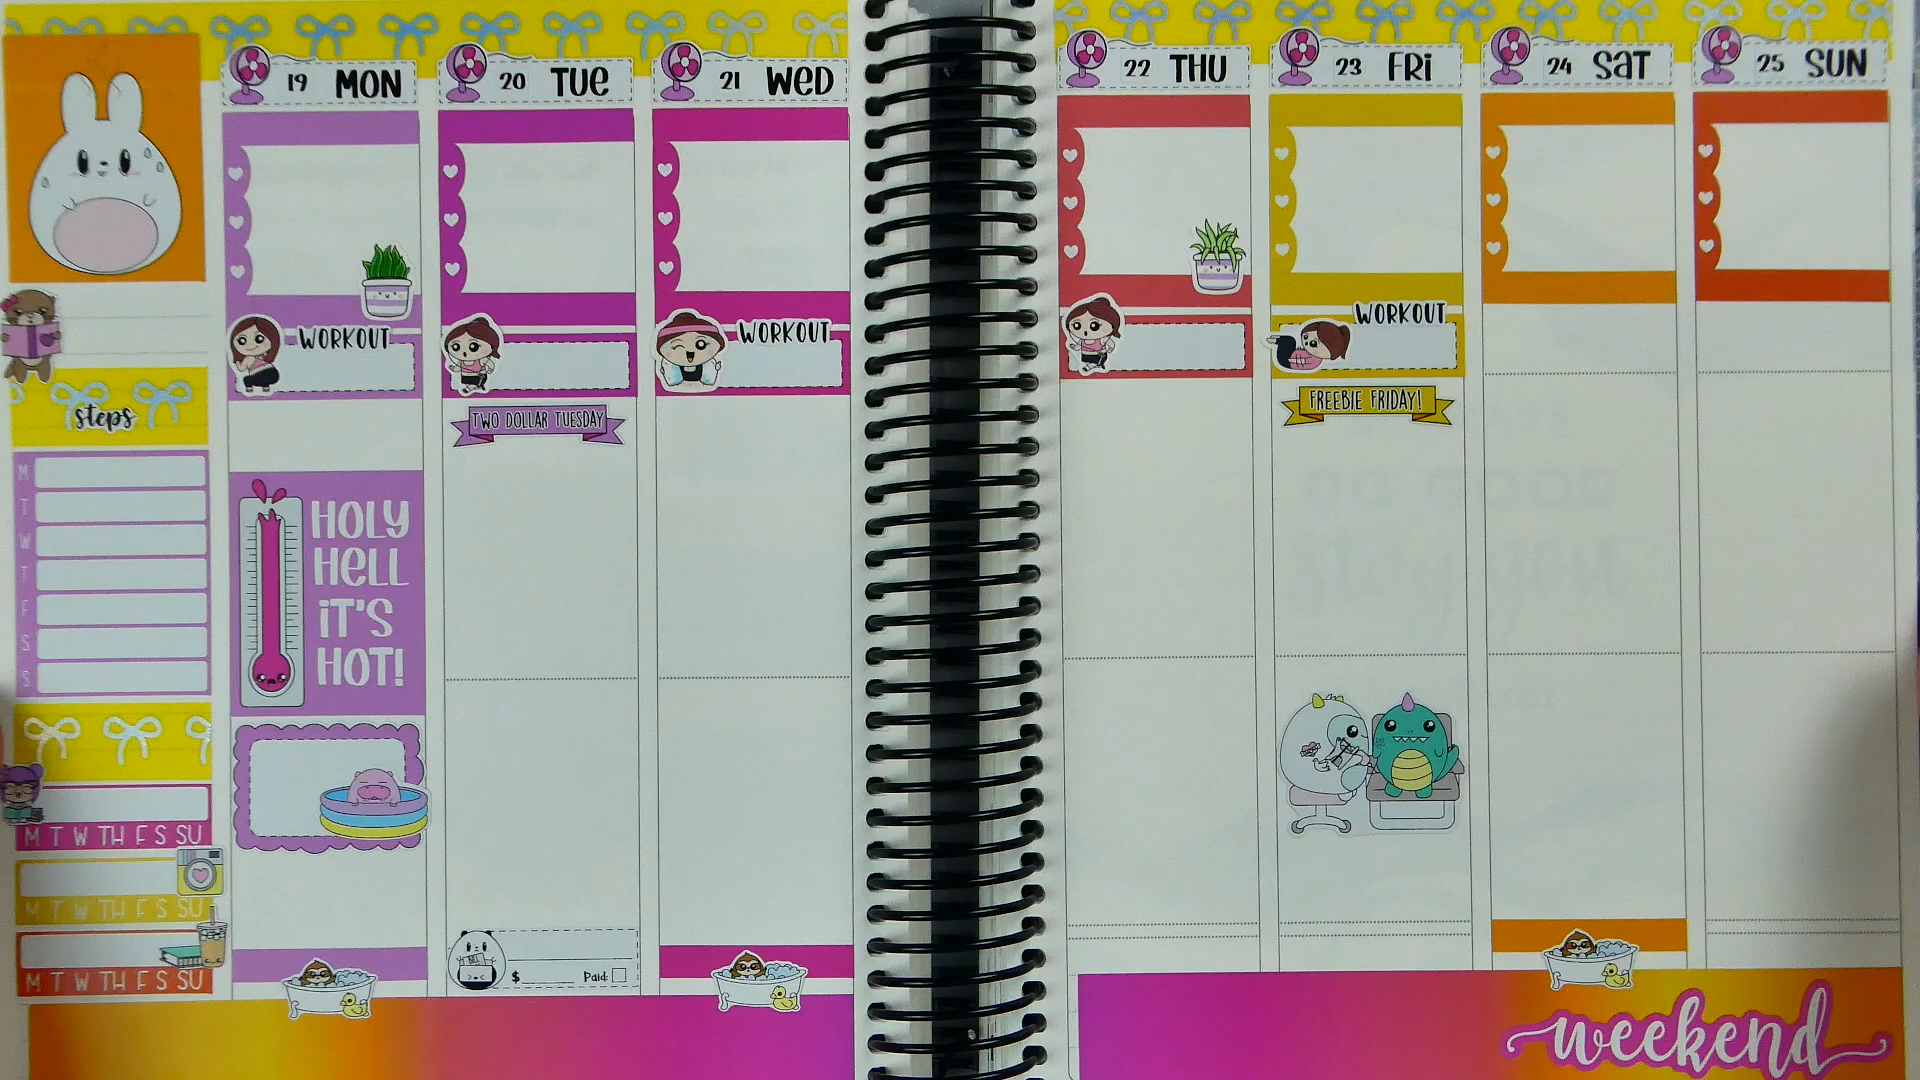 19 MON
20 TUE
21 WED
22 THU
23 FRI
24 SAT
25 SUN
WORKOUT
WORKOUT
WORKOUT
steps
M
T
W
T
F
S
S
TWO DOLLAR TUESDAY
FREEBIE FRIDAY!
HOLY
HELL
IT'S
HOT!
M T W TH F S SU
M T W TH F S SU
M T W TH F S SU
BILL
$ Paid:
weekend